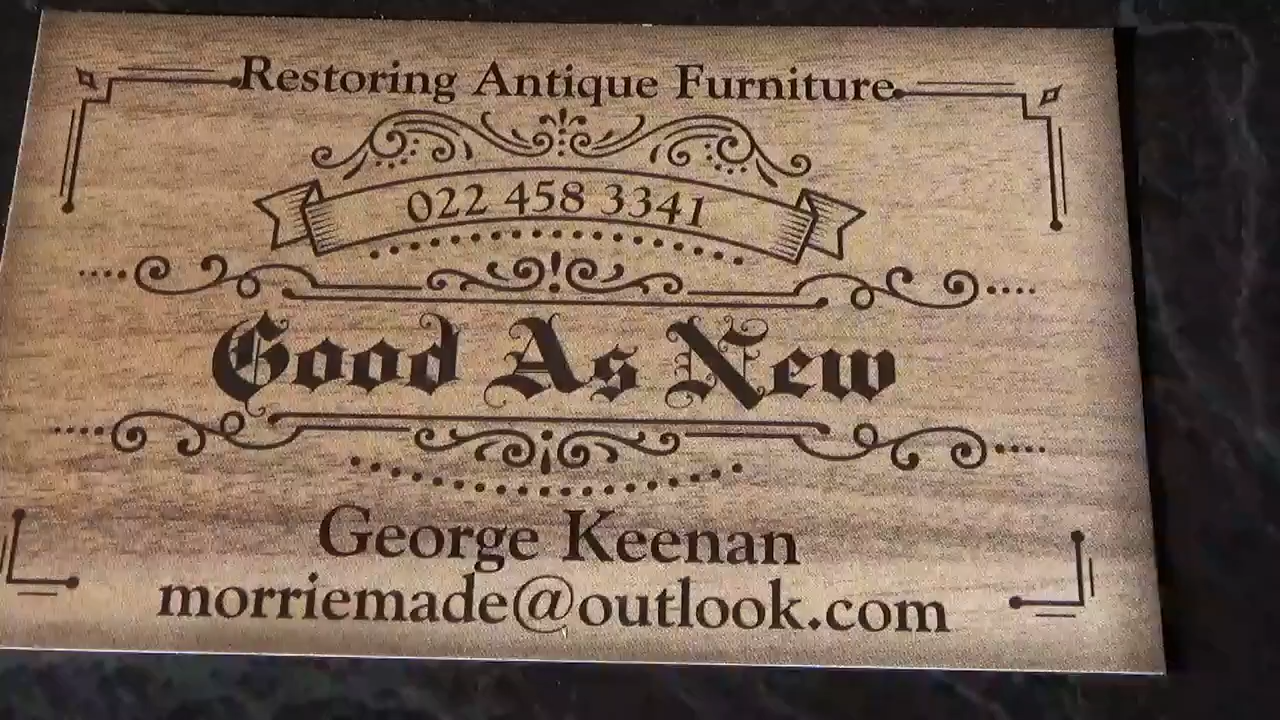 Restoring Antique Furniture
022 458 3341
Good As New
George Keenan
morriemade@outlook.com